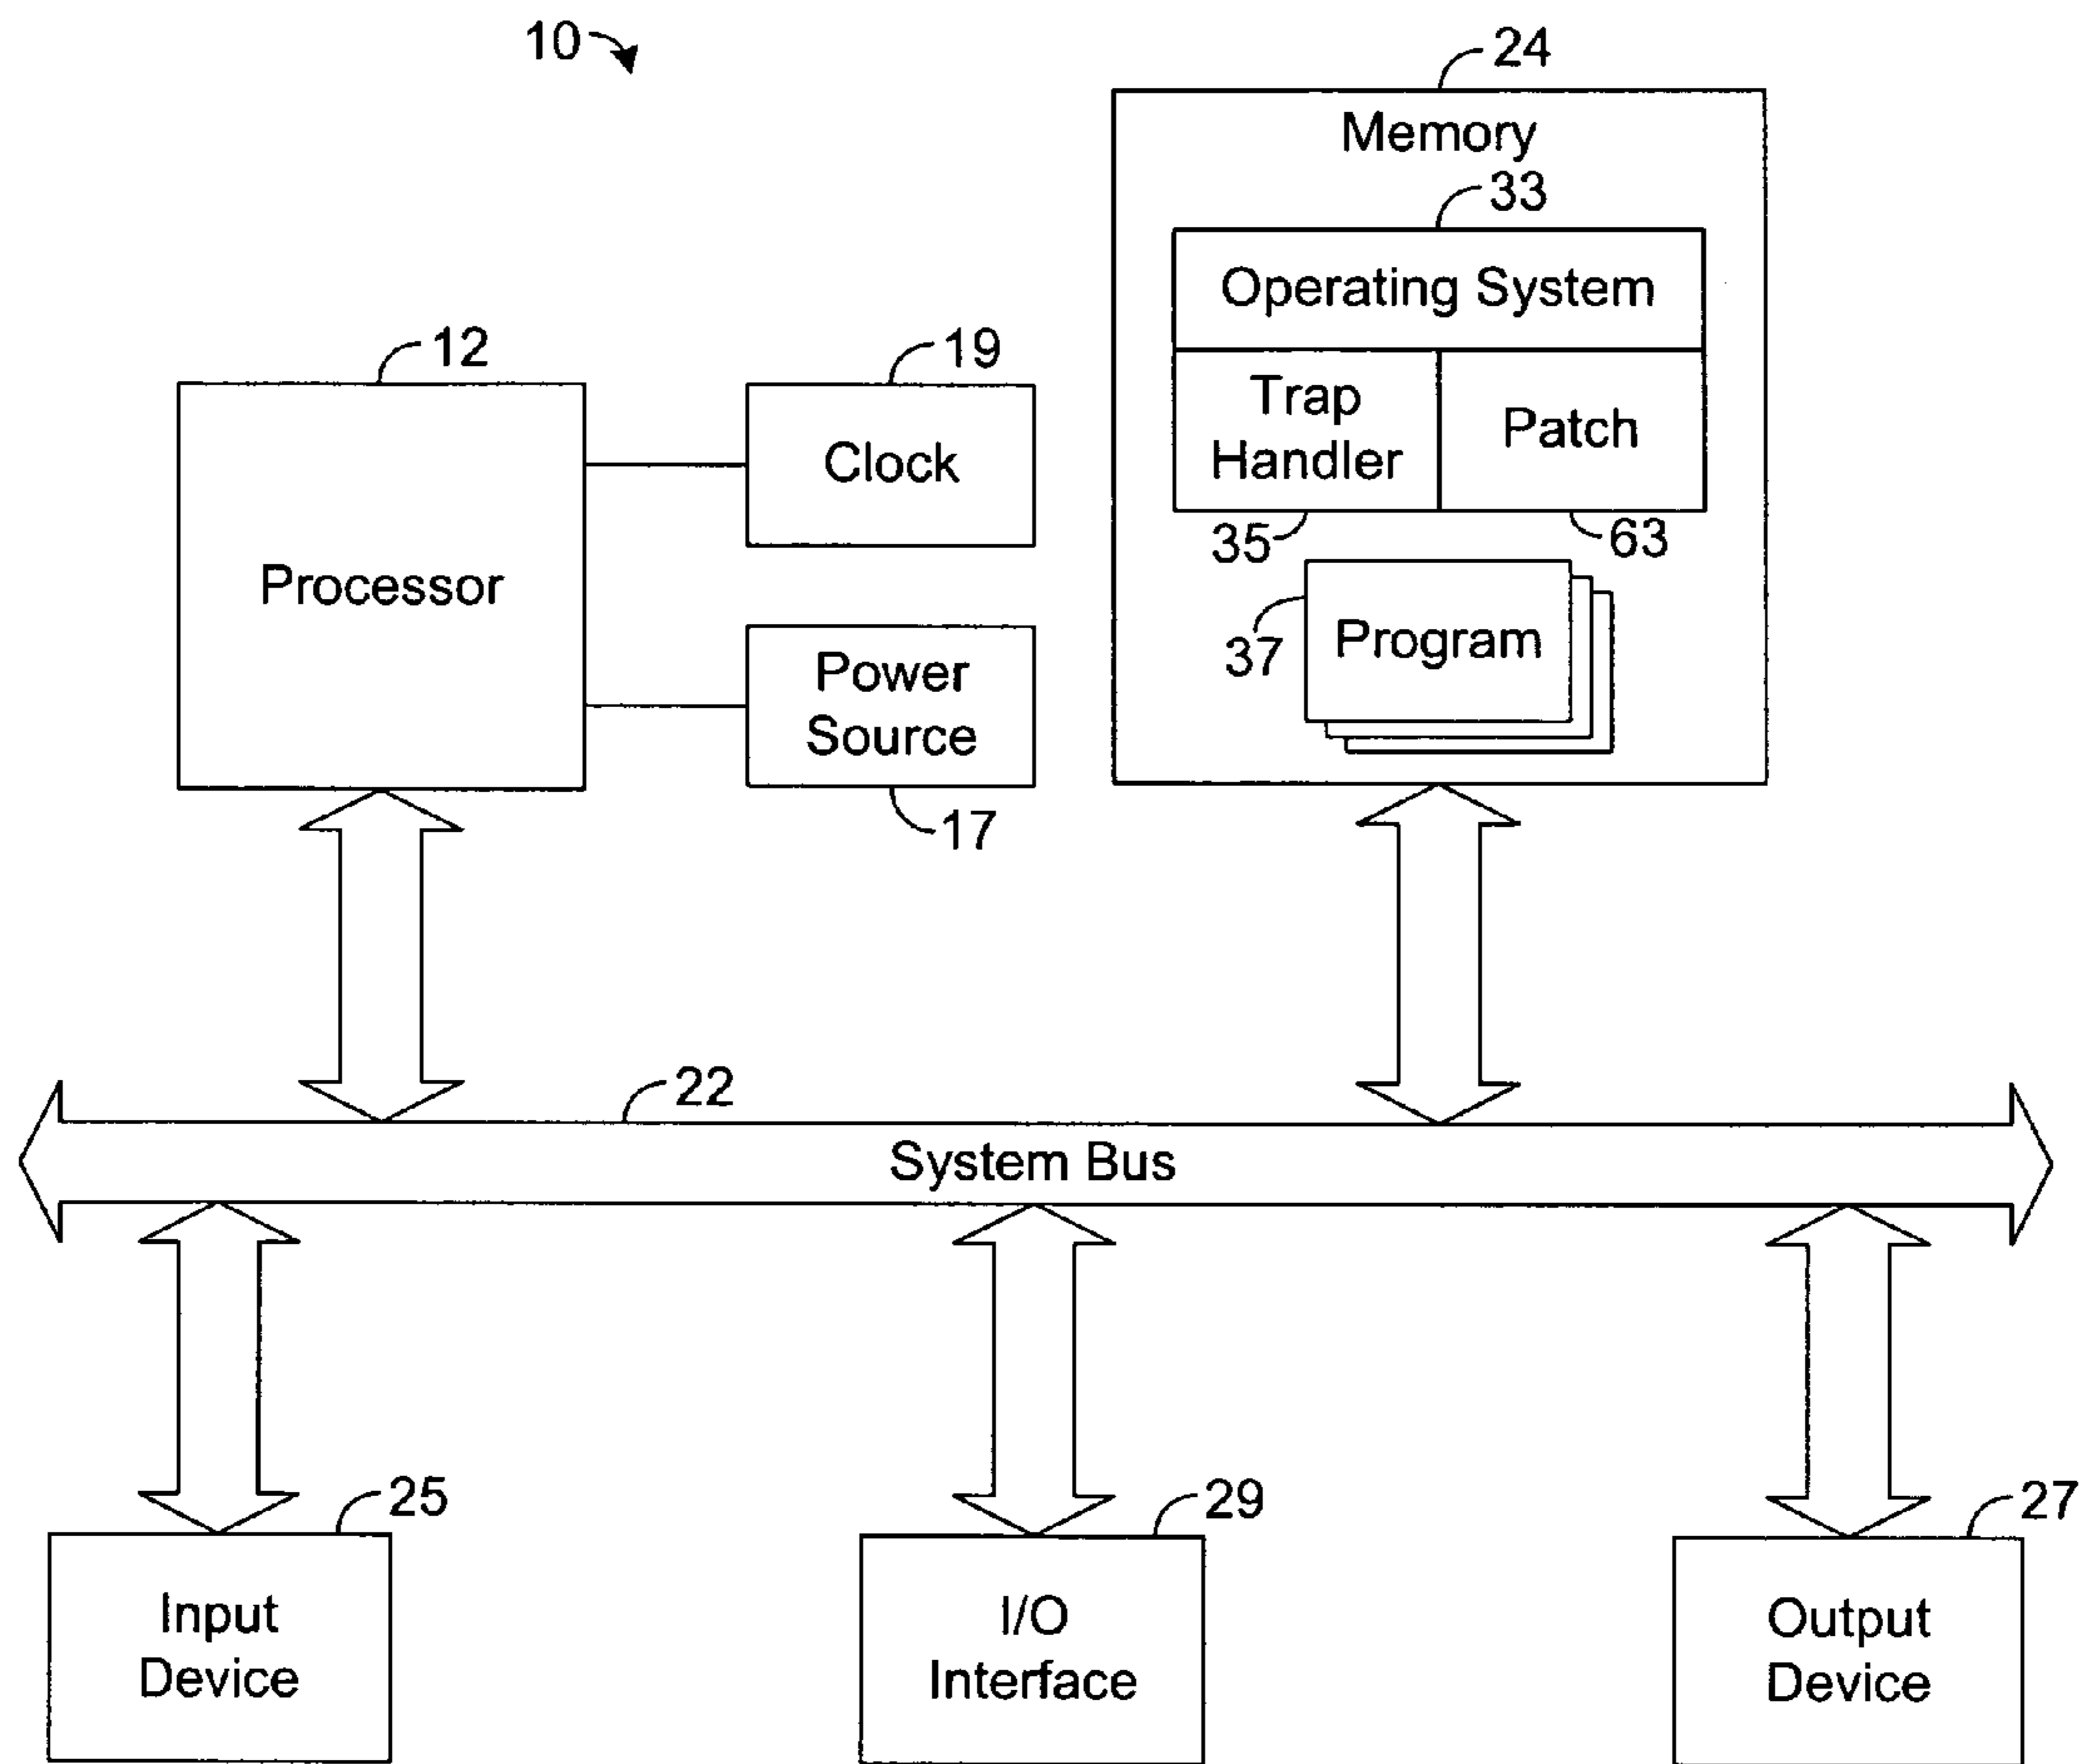 10
24
Memory
33
Operating System
12
19
Trap
Handler
Patch
Clock
35
63
Processor
37
Program
Power
Source
17
22
System Bus
25
29
27
Input
Device
I/O
Interface
Output
Device